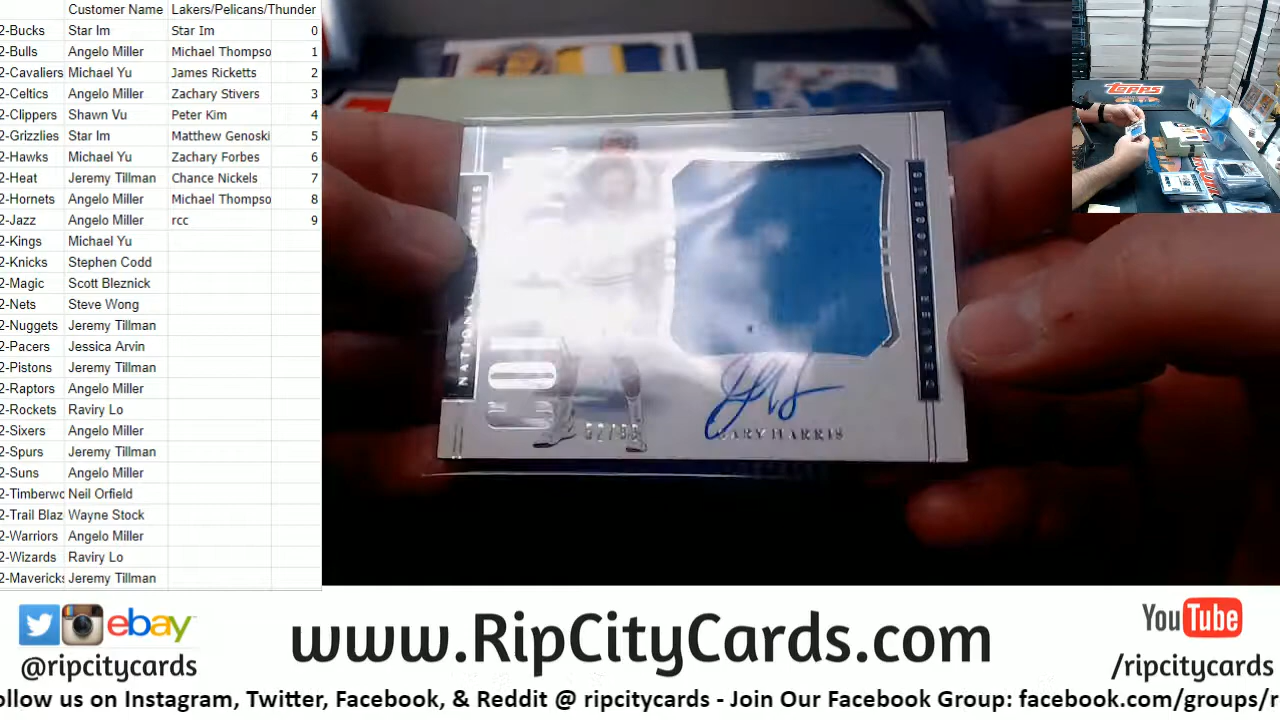 Customer Name Lakers/Pelicans/Thunder
2-Bucks Star Im Star Im 0
2-Bulls Angelo Miller Michael Thompso 1
2-Cavaliers Michael Yu James Ricketts 2
2-Celtics Angelo Miller Zachary Stivers 3
2-Clippers Shawn Vu Peter Kim 4
2-Grizzlies Star Im Matthew Genoski 5
2-Hawks Michael Yu Zachary Forbes 6
2-Heat Jeremy Tillman Chance Nickels 7
2-Hornets Angelo Miller Michael Thompso 8
2-Jazz Angelo Miller rcc 9
2-Kings Michael Yu
2-Knicks Stephen Codd
2-Magic Scott Bleznick
2-Nets Steve Wong
2-Nuggets Jeremy Tillman
2-Pacers Jessica Arvin
2-Pistons Jeremy Tillman
2-Raptors Angelo Miller
2-Rockets Raviry Lo
2-Sixers Angelo Miller
2-Spurs Jeremy Tillman
2-Suns Angelo Miller
2-Timberwo Neil Orfield
2-Trail Blaz Wayne Stock
2-Warriors Angelo Miller
2-Wizards Raviry Lo
2-Mavericks Jeremy Tillman
NATIONAL
COL
GARY HARRIS
Topps
ebay
@ripcitycards
www.RipCityCards.com
YouTube
/ripcitycards
ollow us on Instagram, Twitter, Facebook, & Reddit @ ripcitycards - Join Our Facebook Group: facebook.com/groups/r